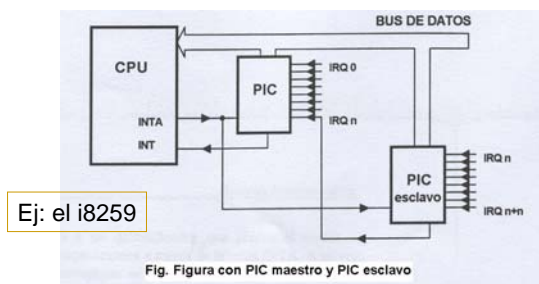 BUS DE DATOS
CPU
PIC
IRQ 0
IRQ n
INTA
INT
PIC
esclavo
IRQ n
IRQ n+n
Ej: el i8259
Fig. Figura con PIC maestro y PIC esclavo